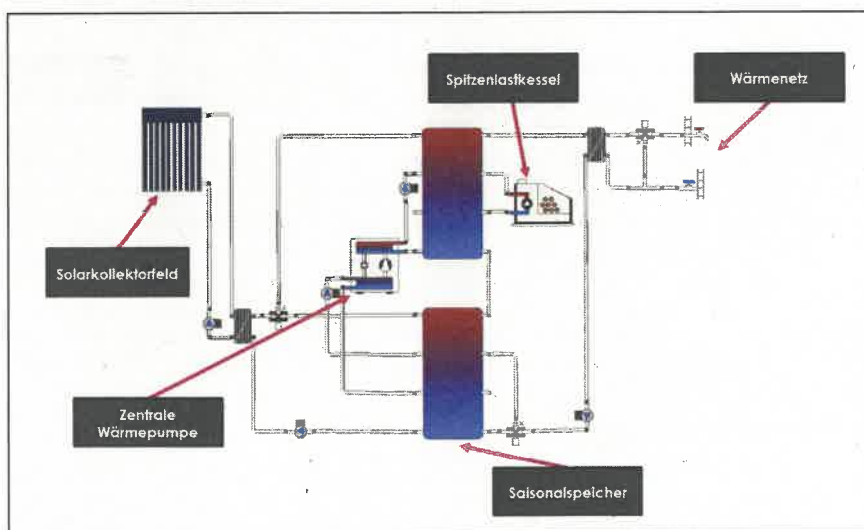 Spitzenlastkessel
Wärmenetz
Solarkollektorfeld
Zentrale
Wärmepumpe
Saisonalspeicher